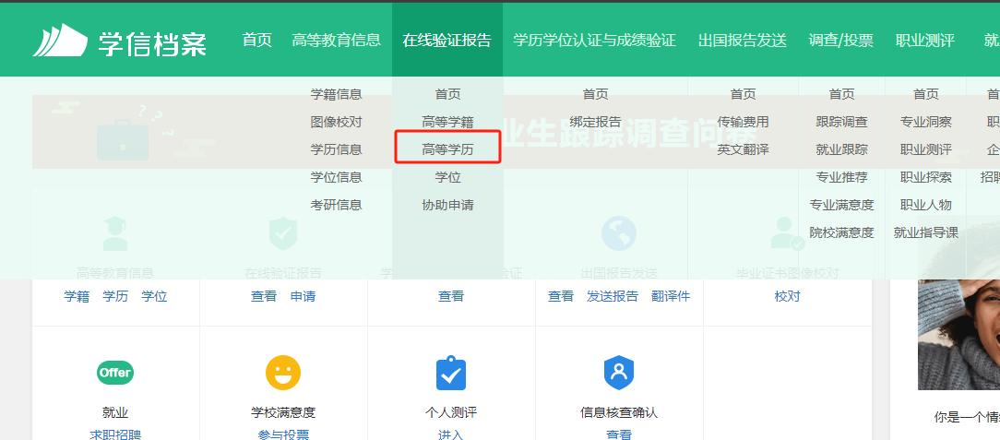 学信档案
首页 高等教育信息 在线验证报告 学历学位认证与成绩验证 出国报告发送 调查/投票 职业测评 就
学籍信息 首页 首页 首页 首页 首页 首
图像校对 高等学籍 绑定报告 传输费用 跟踪调查 专业洞察 职
业生跟踪调查问卷
学历信息 高等学历 英文翻译 就业跟踪 职业测评 企
学位信息 学位 专业推荐 职业探索 招聘
考研信息 协助申请 专业满意度 职业人物
院校满意度 就业指导课
高等教育信息 在线验证报告 学 验证 出国报告发送 毕业证书图像校对
学籍 学历 学位 查看 申请 查看 查看 发送报告 翻译件 校对
Offer
就业 学校满意度 个人测评 信息核查确认
你是一个情绪
求职招聘 参与投票 进入 查看